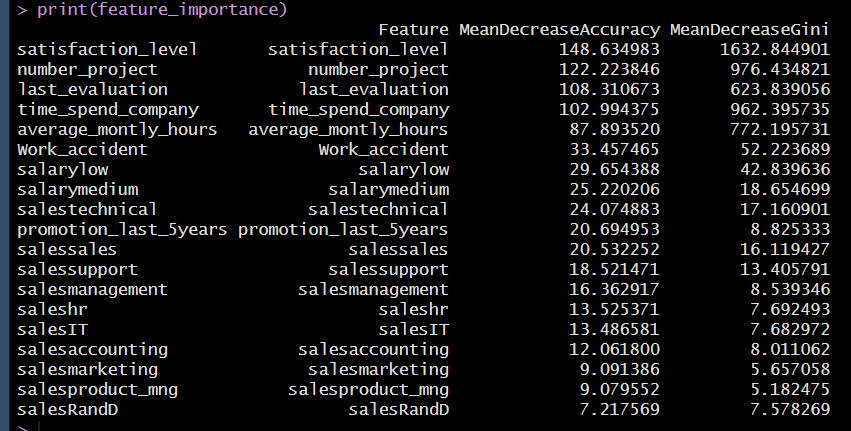 > print(feature_importance)
Feature MeanDecreaseAccuracy MeanDecreaseGini
satisfaction_level satisfaction_level 148.634983 1632.844901
number_project number_project 122.223846 976.434821
last_evaluation last_evaluation 108.310673 623.839056
time_spend_company time_spend_company 102.994375 962.395735
average_montly_hours average_montly_hours 87.893520 772.195731
Work_accident Work_accident 33.457465 52.223689
salarylow salarylow 29.654388 42.839636
salarymedium salarymedium 25.220206 18.654699
salestechnical salestechnical 24.074883 17.160901
promotion_last_5years promotion_last_5years 20.694953 8.825333
salessales salessales 20.532252 16.119427
salessupport salessupport 18.521471 13.405791
salesmanagement salesmanagement 16.362917 8.539346
saleshr saleshr 13.525371 7.692493
salesIT salesIT 13.486581 7.682972
salesaccounting salesaccounting 12.061800 8.011062
salesmarketing salesmarketing 9.091386 5.657058
salesproduct_mng salesproduct_mng 9.079552 5.182475
salesRandD salesRandD 7.217569 7.578269
>